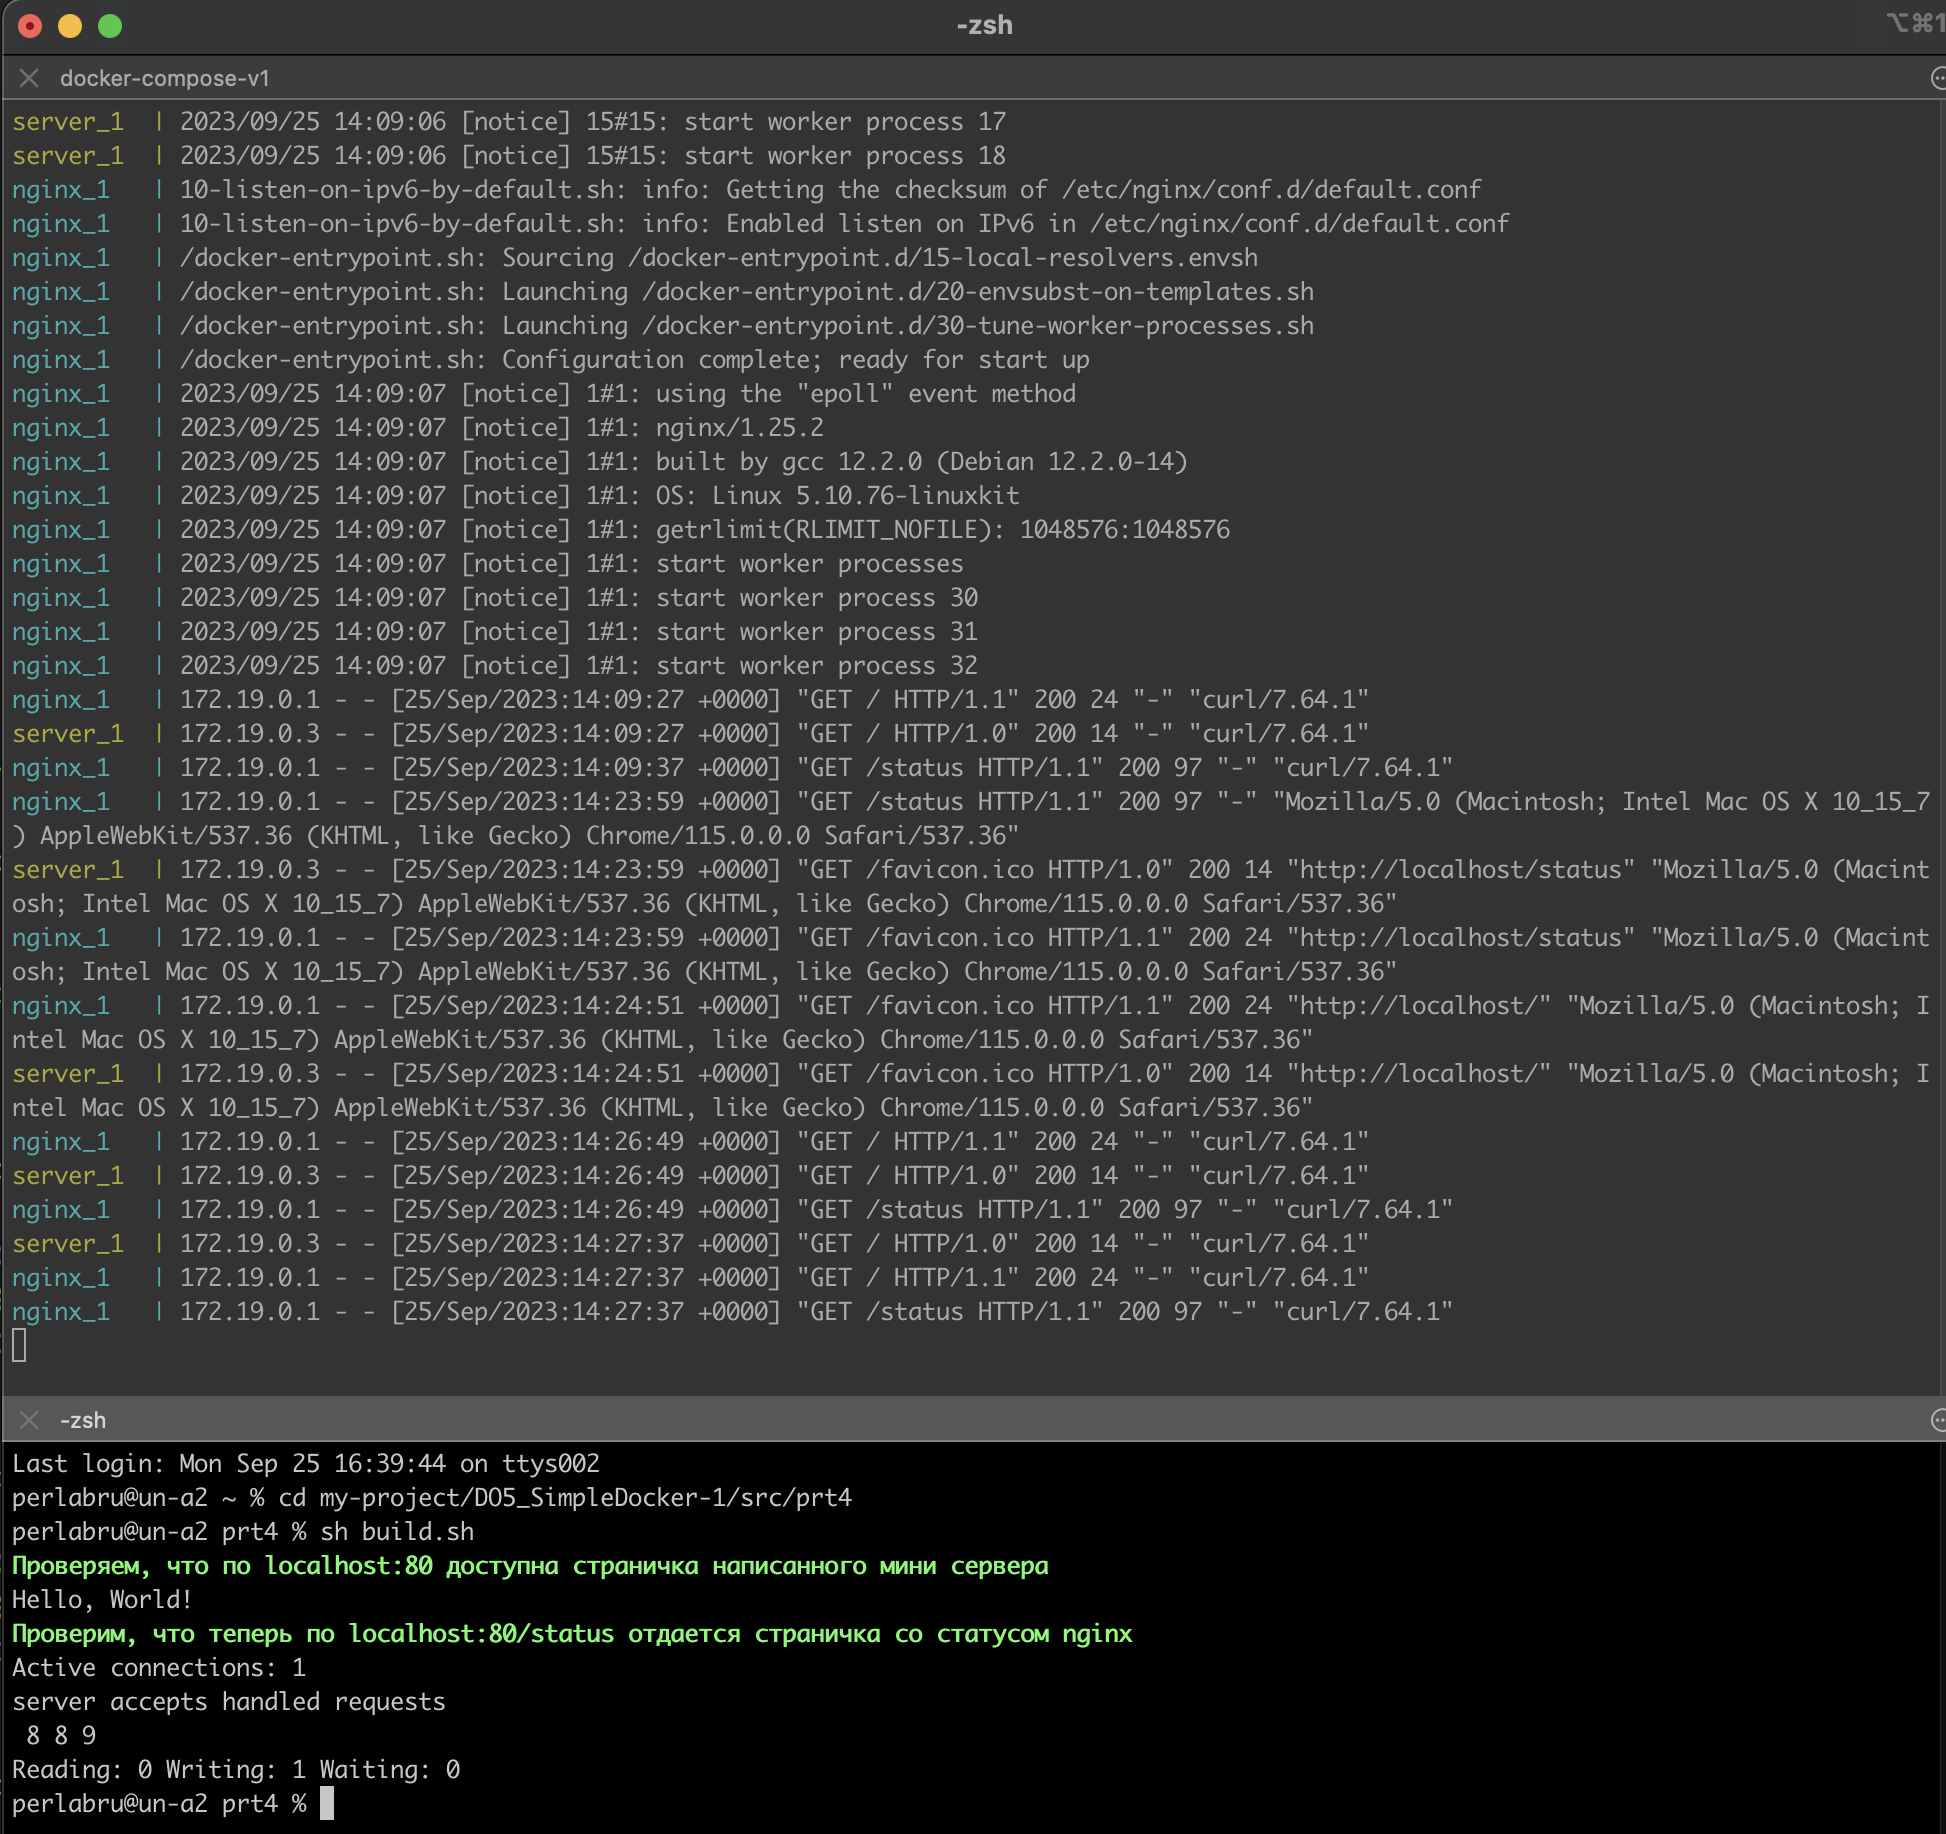 -zsh
⌥⌘1
docker-compose-v1
server_1  | 2023/09/25 14:09:06 [notice] 15#15: start worker process 17
server_1  | 2023/09/25 14:09:06 [notice] 15#15: start worker process 18
nginx_1   | 10-listen-on-ipv6-by-default.sh: info: Getting the checksum of /etc/nginx/conf.d/default.conf
nginx_1   | 10-listen-on-ipv6-by-default.sh: info: Enabled listen on IPv6 in /etc/nginx/conf.d/default.conf
nginx_1   | /docker-entrypoint.sh: Sourcing /docker-entrypoint.d/15-local-resolvers.envsh
nginx_1   | /docker-entrypoint.sh: Launching /docker-entrypoint.d/20-envsubst-on-templates.sh
nginx_1   | /docker-entrypoint.sh: Launching /docker-entrypoint.d/30-tune-worker-processes.sh
nginx_1   | /docker-entrypoint.sh: Configuration complete; ready for start up
nginx_1   | 2023/09/25 14:09:07 [notice] 1#1: using the "epoll" event method
nginx_1   | 2023/09/25 14:09:07 [notice] 1#1: nginx/1.25.2
nginx_1   | 2023/09/25 14:09:07 [notice] 1#1: built by gcc 12.2.0 (Debian 12.2.0-14)
nginx_1   | 2023/09/25 14:09:07 [notice] 1#1: OS: Linux 5.10.76-linuxkit
nginx_1   | 2023/09/25 14:09:07 [notice] 1#1: getrlimit(RLIMIT_NOFILE): 1048576:1048576
nginx_1   | 2023/09/25 14:09:07 [notice] 1#1: start worker processes
nginx_1   | 2023/09/25 14:09:07 [notice] 1#1: start worker process 30
nginx_1   | 2023/09/25 14:09:07 [notice] 1#1: start worker process 31
nginx_1   | 2023/09/25 14:09:07 [notice] 1#1: start worker process 32
nginx_1   | 172.19.0.1 - - [25/Sep/2023:14:09:27 +0000] "GET / HTTP/1.1" 200 24 "-" "curl/7.64.1"
server_1  | 172.19.0.3 - - [25/Sep/2023:14:09:27 +0000] "GET / HTTP/1.0" 200 14 "-" "curl/7.64.1"
nginx_1   | 172.19.0.1 - - [25/Sep/2023:14:09:37 +0000] "GET /status HTTP/1.1" 200 97 "-" "curl/7.64.1"
nginx_1   | 172.19.0.1 - - [25/Sep/2023:14:23:59 +0000] "GET /status HTTP/1.1" 200 97 "-" "Mozilla/5.0 (Macintosh; Intel Mac OS X 10_15_7
) AppleWebKit/537.36 (KHTML, like Gecko) Chrome/115.0.0.0 Safari/537.36"
server_1  | 172.19.0.3 - - [25/Sep/2023:14:23:59 +0000] "GET /favicon.ico HTTP/1.0" 200 14 "http://localhost/status" "Mozilla/5.0 (Macint
osh; Intel Mac OS X 10_15_7) AppleWebKit/537.36 (KHTML, like Gecko) Chrome/115.0.0.0 Safari/537.36"
nginx_1   | 172.19.0.1 - - [25/Sep/2023:14:23:59 +0000] "GET /favicon.ico HTTP/1.1" 200 24 "http://localhost/status" "Mozilla/5.0 (Macint
osh; Intel Mac OS X 10_15_7) AppleWebKit/537.36 (KHTML, like Gecko) Chrome/115.0.0.0 Safari/537.36"
nginx_1   | 172.19.0.1 - - [25/Sep/2023:14:24:51 +0000] "GET /favicon.ico HTTP/1.1" 200 24 "http://localhost/" "Mozilla/5.0 (Macintosh; I
ntel Mac OS X 10_15_7) AppleWebKit/537.36 (KHTML, like Gecko) Chrome/115.0.0.0 Safari/537.36"
server_1  | 172.19.0.3 - - [25/Sep/2023:14:24:51 +0000] "GET /favicon.ico HTTP/1.0" 200 14 "http://localhost/" "Mozilla/5.0 (Macintosh; I
ntel Mac OS X 10_15_7) AppleWebKit/537.36 (KHTML, like Gecko) Chrome/115.0.0.0 Safari/537.36"
nginx_1   | 172.19.0.1 - - [25/Sep/2023:14:26:49 +0000] "GET / HTTP/1.1" 200 24 "-" "curl/7.64.1"
server_1  | 172.19.0.3 - - [25/Sep/2023:14:26:49 +0000] "GET / HTTP/1.0" 200 14 "-" "curl/7.64.1"
nginx_1   | 172.19.0.1 - - [25/Sep/2023:14:26:49 +0000] "GET /status HTTP/1.1" 200 97 "-" "curl/7.64.1"
server_1  | 172.19.0.3 - - [25/Sep/2023:14:27:37 +0000] "GET / HTTP/1.0" 200 14 "-" "curl/7.64.1"
nginx_1   | 172.19.0.1 - - [25/Sep/2023:14:27:37 +0000] "GET / HTTP/1.1" 200 24 "-" "curl/7.64.1"
nginx_1   | 172.19.0.1 - - [25/Sep/2023:14:27:37 +0000] "GET /status HTTP/1.1" 200 97 "-" "curl/7.64.1"
-zsh
Last login: Mon Sep 25 16:39:44 on ttys002
perlabru@un-a2 ~ % cd my-project/DO5_SimpleDocker-1/src/prt4
perlabru@un-a2 prt4 % sh build.sh
Проверяем, что по localhost:80 доступна страничка написанного мини сервера
Hello, World!
Проверим, что теперь по localhost:80/status отдается страничка со статусом nginx
Active connections: 1
server accepts handled requests
 8 8 9
Reading: 0 Writing: 1 Waiting: 0
perlabru@un-a2 prt4 %